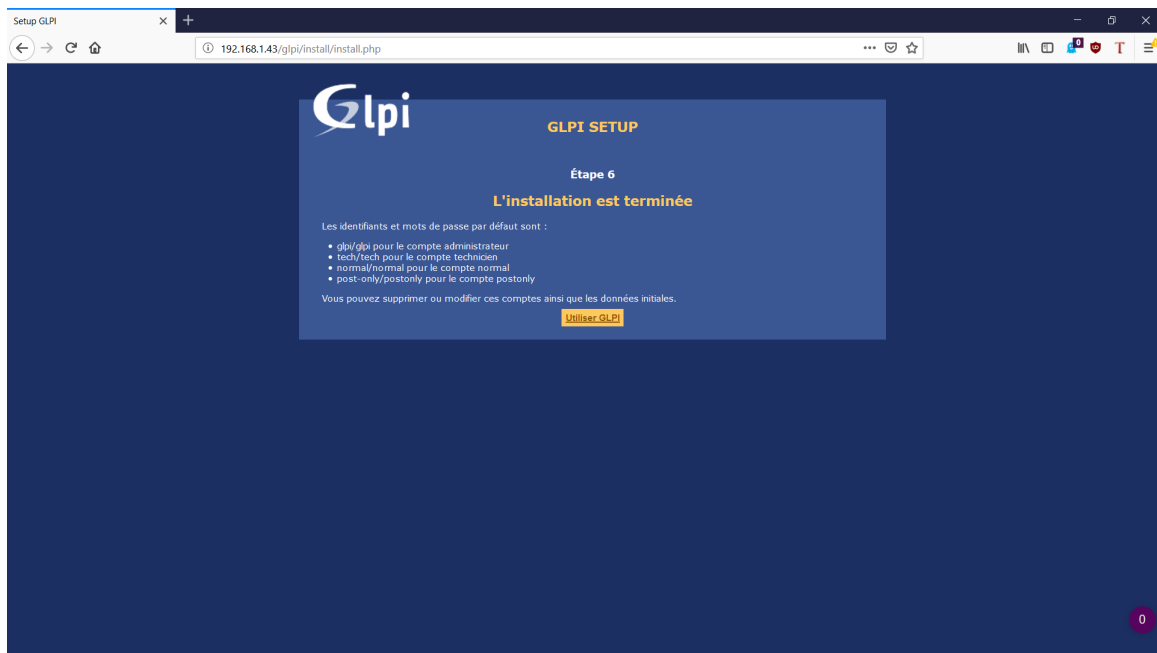 Setup GLPI
192.168.1.43/glpi/install/install.php
0
T
Glpi
GLPI SETUP
Étape 6
L'installation est terminée
Les identifiants et mots de passe par défaut sont :
• glpi/glpi pour le compte administrateur
• tech/tech pour le compte technicien
• normal/normal pour le compte normal
• post-only/postonly pour le compte postonly
Vous pouvez supprimer ou modifier ces comptes ainsi que les données initiales.
Utiliser GLPI
0